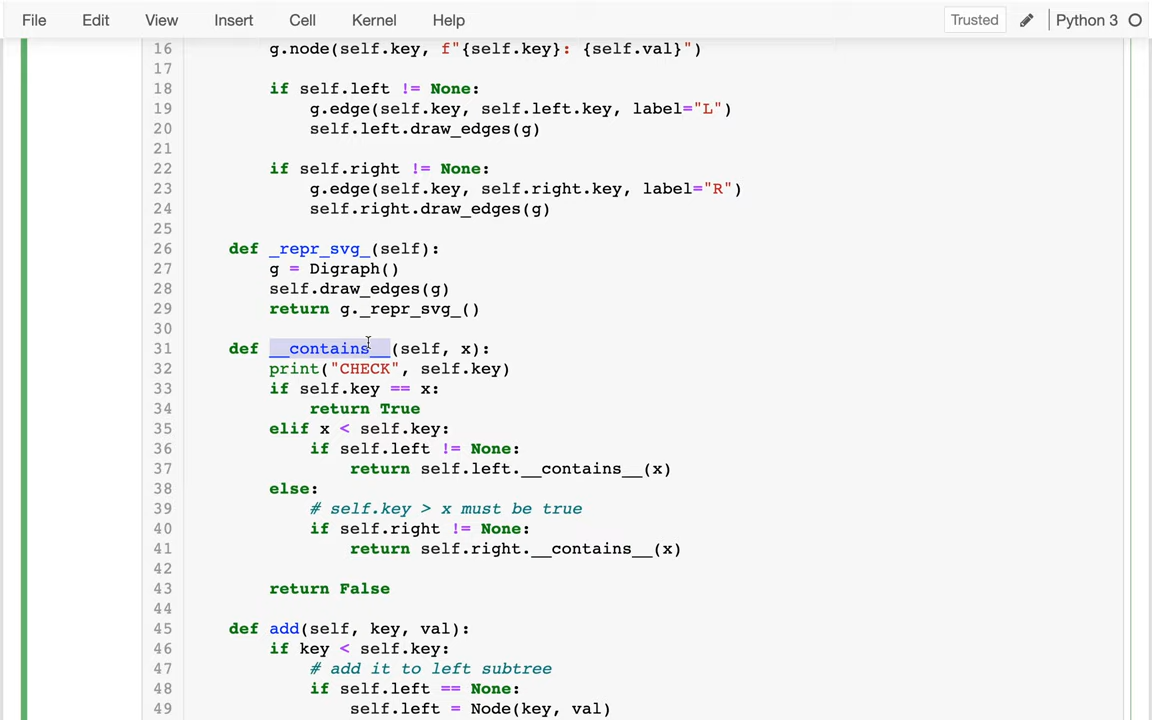 File Edit View Insert Cell Kernel Help Trusted Python 3
16 g.node(self.key, f"{self.key}: {self.val}")
17
18 if self.left != None:
19 g.edge(self.key, self.left.key, label="L")
20 self.left.draw_edges(g)
21
22 if self.right != None:
23 g.edge(self.key, self.right.key, label="R")
24 self.right.draw_edges(g)
25
26 def _repr_svg_(self):
27 g = Digraph()
28 self.draw_edges(g)
29 return g._repr_svg_()
30
31 def __contains__(self, x):
32 print("CHECK", self.key)
33 if self.key == x:
34 return True
35 elif x < self.key:
36 if self.left != None:
37 return self.left.__contains__(x)
38 else:
39 # self.key > x must be true
40 if self.right != None:
41 return self.right.__contains__(x)
42
43 return False
44
45 def add(self, key, val):
46 if key < self.key:
47 # add it to left subtree
48 if self.left == None:
49 self.left = Node(key, val)